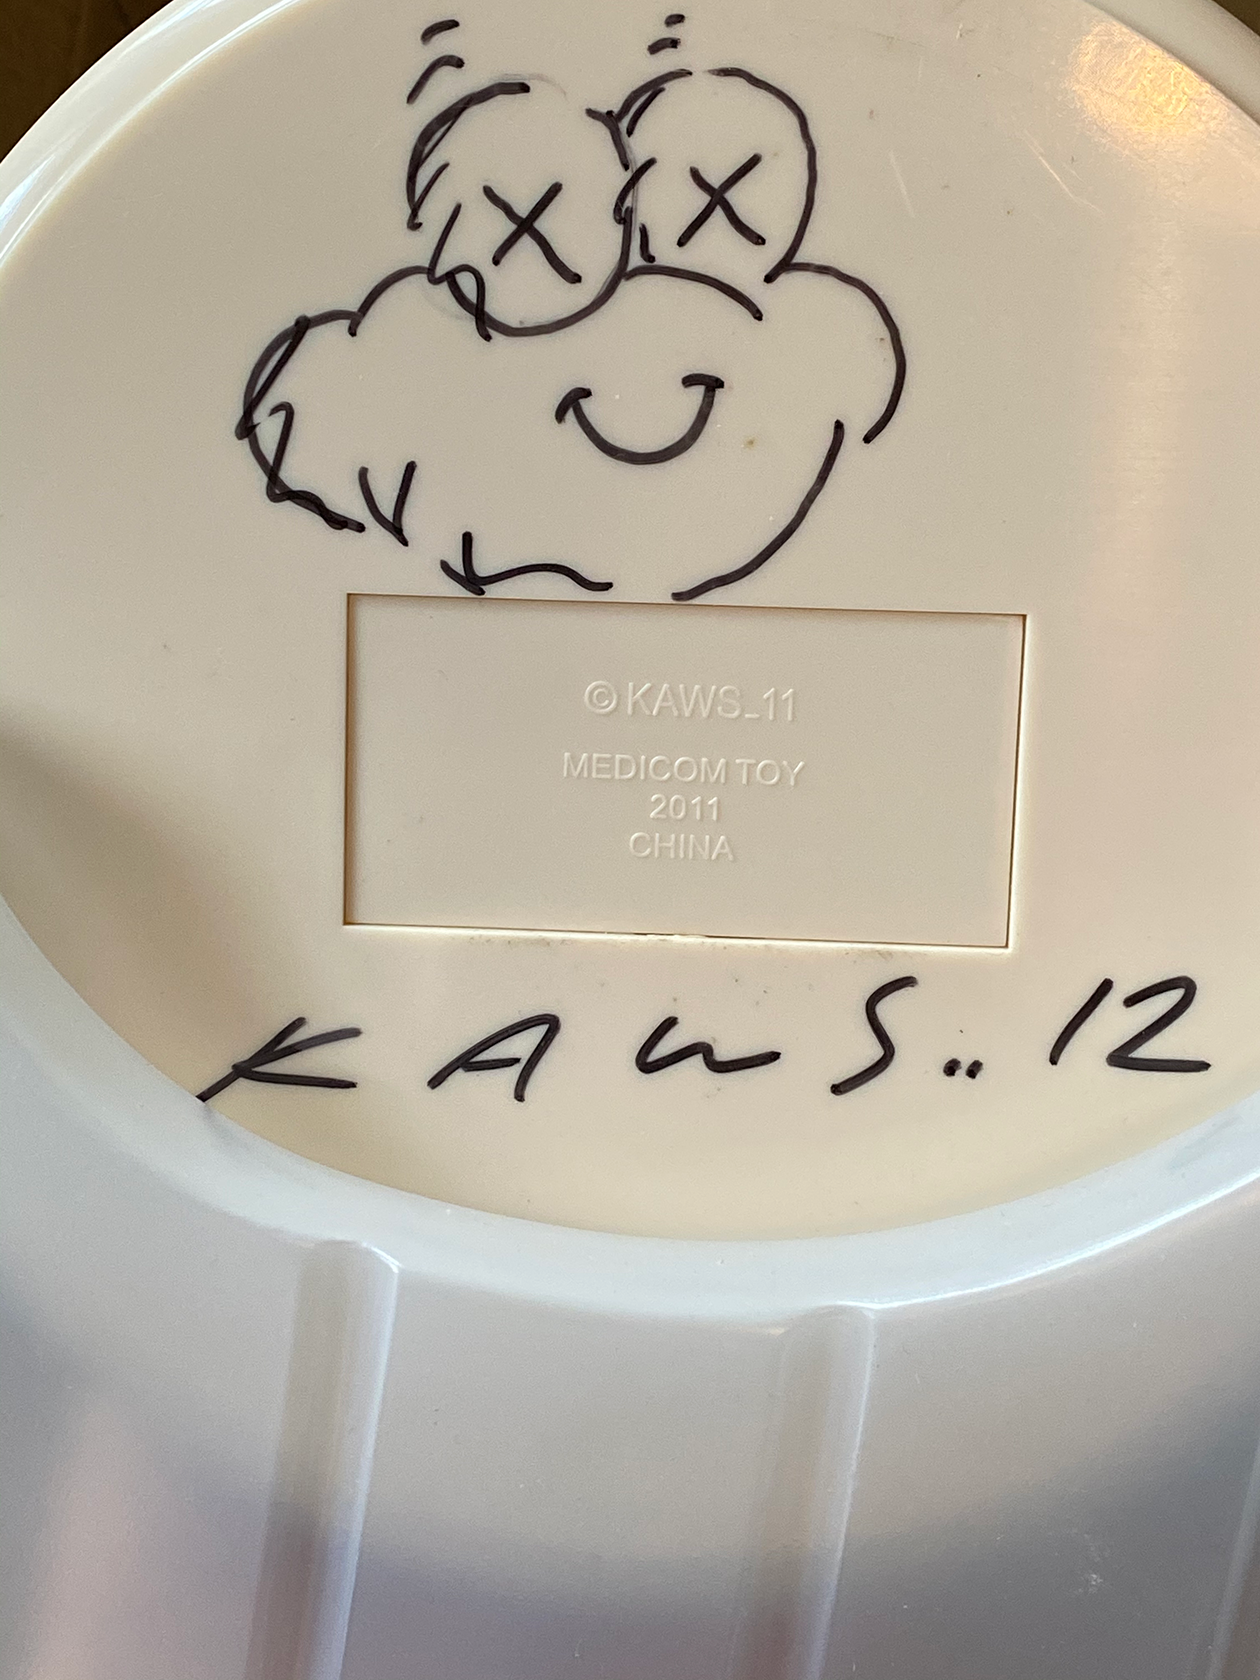 © KAWS_11
MEDICOM TOY
2011
CHINA
KAWS..12